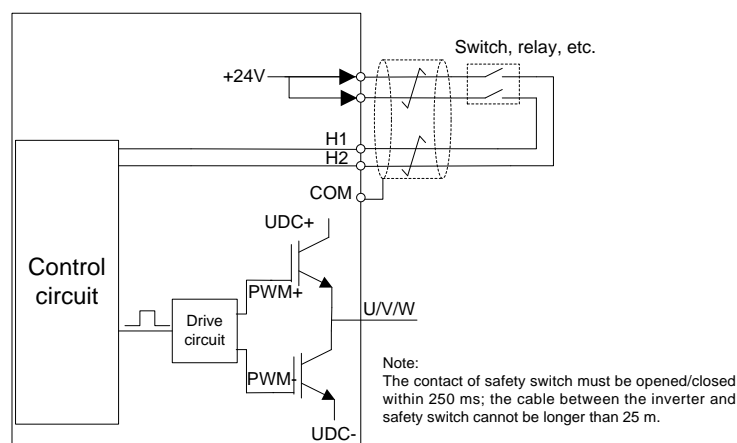 Switch, relay, etc.
+24V
H1
H2
COM
UDC+
Control
circuit
PWM+
Drive
circuit
U/V/W
PWM-
UDC-
Note:
The contact of safety switch must be opened/closed
within 250 ms; the cable between the inverter and
safety switch cannot be longer than 25 m.